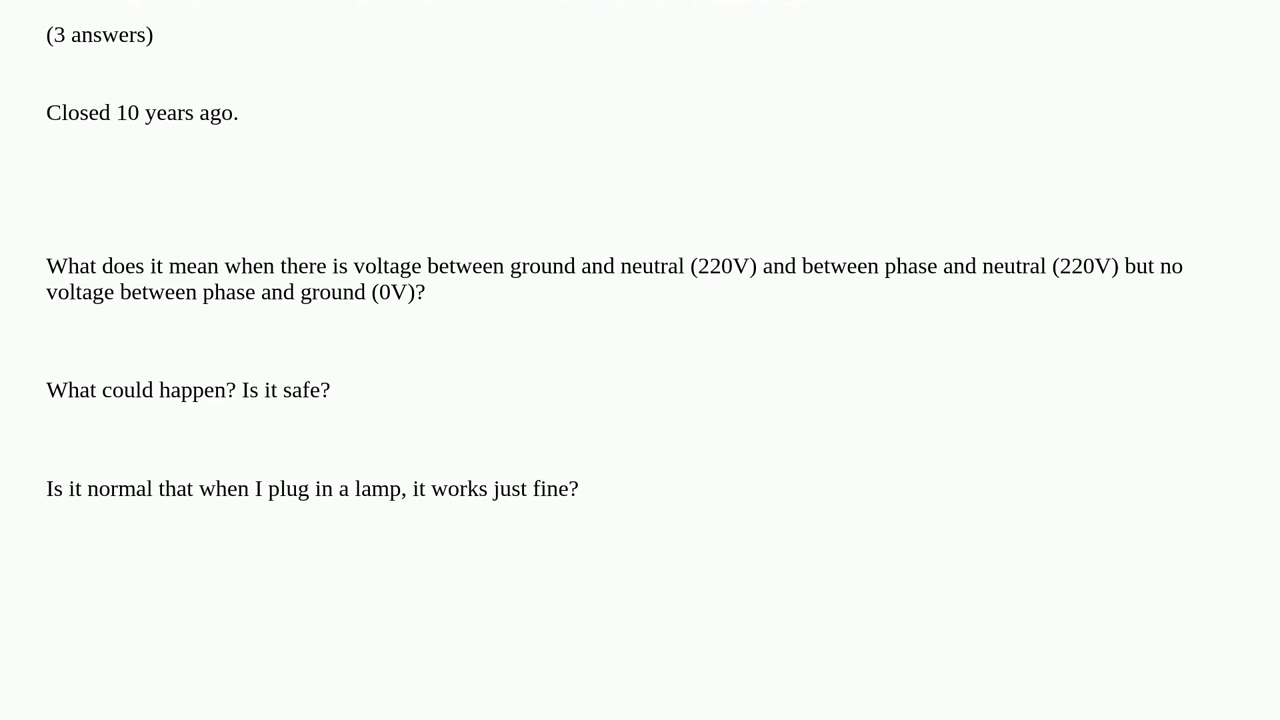 (3 answers)
Closed 10 years ago.
What does it mean when there is voltage between ground and neutral (220V) and between phase and neutral (220V) but no
voltage between phase and ground (0V)?
What could happen? Is it safe?
Is it normal that when I plug in a lamp, it works just fine?